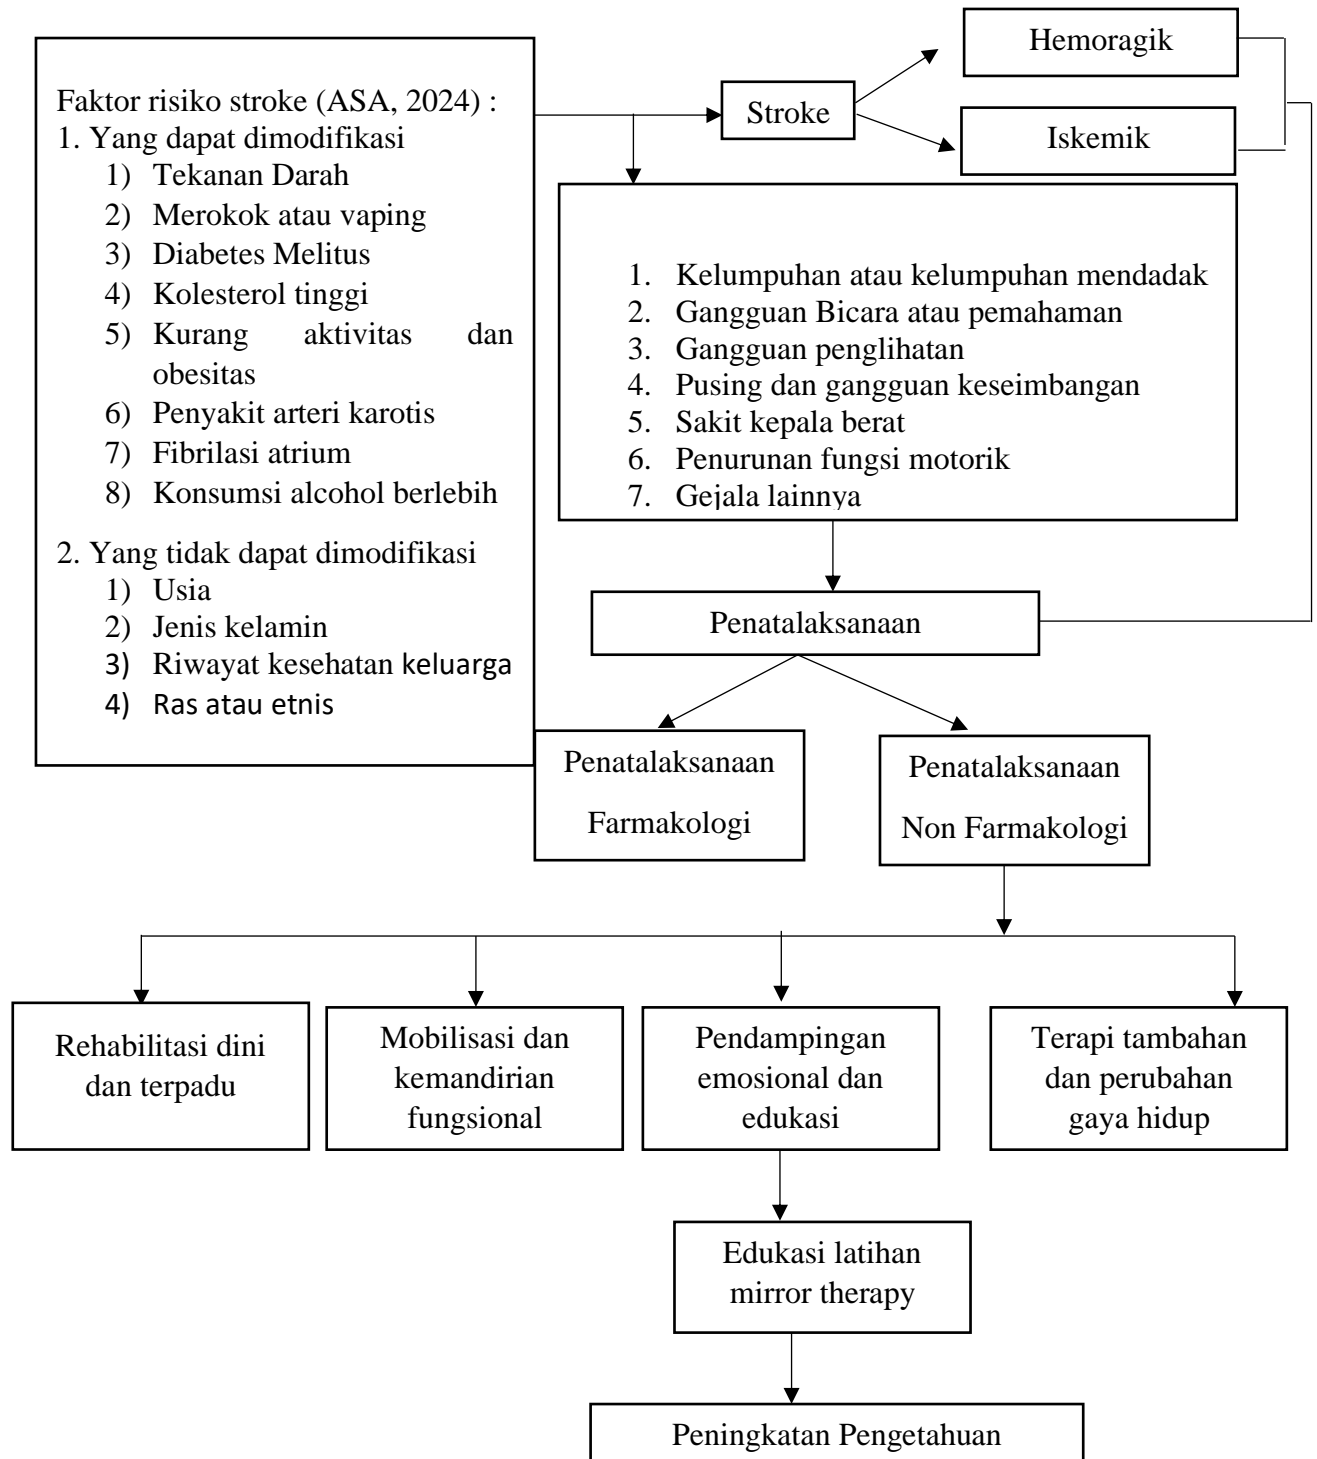 Faktor risiko stroke (ASA, 2024) :
1. Yang dapat dimodifikasi
1) Tekanan Darah
2) Merokok atau vaping
3) Diabetes Melitus
4) Kolesterol tinggi
5) Kurang aktivitas dan
obesitas
6) Penyakit arteri karotis
7) Fibrilasi atrium
8) Konsumsi alcohol berlebih
2. Yang tidak dapat dimodifikasi
1) Usia
2) Jenis kelamin
3) Riwayat kesehatan keluarga
4) Ras atau etnis
Stroke
Hemoragik
Iskemik
1. Kelumpuhan atau kelumpuhan mendadak
2. Gangguan Bicara atau pemahaman
3. Gangguan penglihatan
4. Pusing dan gangguan keseimbangan
5. Sakit kepala berat
6. Penurunan fungsi motorik
7. Gejala lainnya
Penatalaksanaan
Penatalaksanaan
Farmakologi
Penatalaksanaan
Non Farmakologi
Rehabilitasi dini
dan terpadu
Mobilisasi dan
kemandirian
fungsional
Pendampingan
emosional dan
edukasi
Terapi tambahan
dan perubahan
gaya hidup
Edukasi latihan
mirror therapy
Peningkatan Pengetahuan